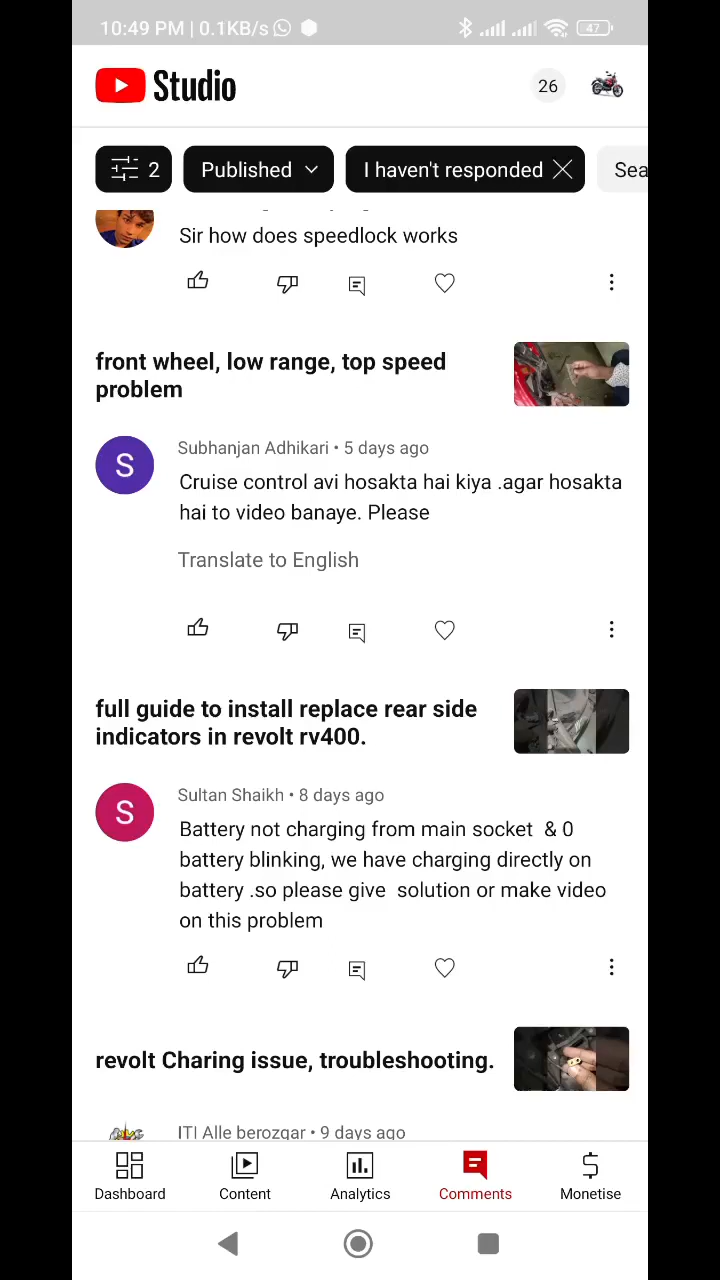 10:49 PM | 0.1KB/s
47
Studio
26
2
Published
I haven't responded
Sea
Sir how does speedlock works
front wheel, low range, top speed
problem
S
Subhanjan Adhikari • 5 days ago
Cruise control avi hosakta hai kiya .agar hosakta
hai to video banaye. Please
Translate to English
full guide to install replace rear side
indicators in revolt rv400.
S
Sultan Shaikh • 8 days ago
Battery not charging from main socket & 0
battery blinking, we have charging directly on
battery .so please give solution or make video
on this problem
revolt Charing issue, troubleshooting.
ITI Alle berozgar • 9 days ago
Dashboard
Content
Analytics
Comments
Monetise